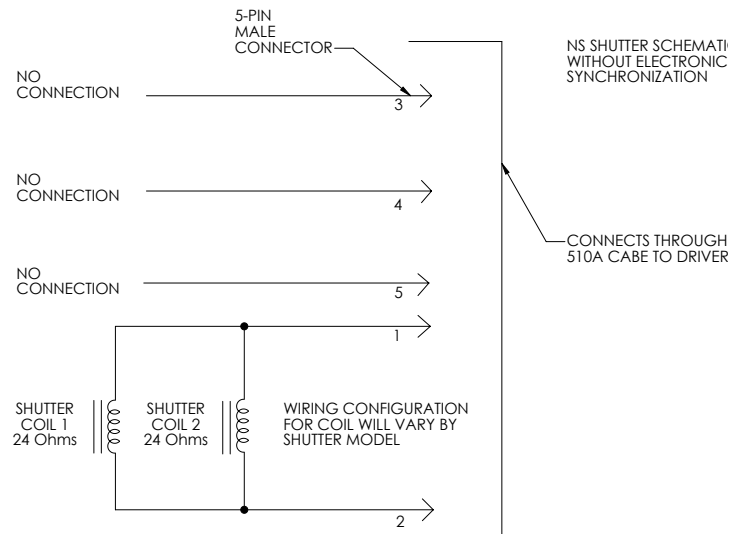 5-PIN
MALE
CONNECTOR
NS SHUTTER SCHEMATIC
WITHOUT ELECTRONIC
SYNCHRONIZATION
NO
CONNECTION
3
NO
CONNECTION
4
CONNECTS THROUGH
510A CABE TO DRIVER
NO
CONNECTION
5
1
SHUTTER
COIL 1
24 Ohms
SHUTTER
COIL 2
24 Ohms
WIRING CONFIGURATION
FOR COIL WILL VARY BY
SHUTTER MODEL
2